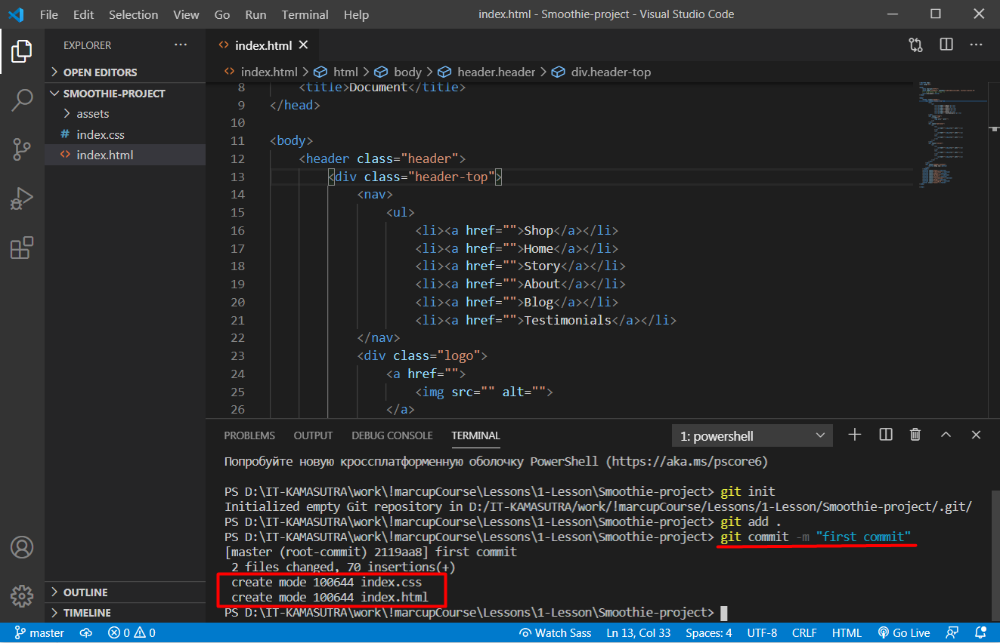 File Edit Selection View Go Run Terminal Help index.html - Smoothie-project - Visual Studio Code
EXPLORER
OPEN EDITORS
SMOOTHIE-PROJECT
assets
# index.css
<> index.html
OUTLINE
TIMELINE
<> index.html
<> index.html > html > body > header.header > div.header-top
8 <title>Document</title>
9 </head>
10
11 <body>
12 <header class="header">
13 <div class="header-top">
14 <nav>
15 <ul>
16 <li><a href="">Shop</a></li>
17 <li><a href="">Home</a></li>
18 <li><a href="">Story</a></li>
19 <li><a href="">About</a></li>
20 <li><a href="">Blog</a></li>
21 <li><a href="">Testimonials</a></li>
22 </nav>
23 <div class="logo">
24 <a href="">
25 <img src="" alt="">
26 </a>
PROBLEMS OUTPUT DEBUG CONSOLE TERMINAL 1: powershell
Попробуйте новую кроссплатформенную оболочку PowerShell (https://aka.ms/pscore6)
PS D:\IT-KAMASUTRA\work\!marcupCourse\Lessons\1-Lesson\Smoothie-project> git init
Initialized empty Git repository in D:/IT-KAMASUTRA/work/!marcupCourse/Lessons/1-Lesson/Smoothie-project/.git/
PS D:\IT-KAMASUTRA\work\!marcupCourse\Lessons\1-Lesson\Smoothie-project> git add .
PS D:\IT-KAMASUTRA\work\!marcupCourse\Lessons\1-Lesson\Smoothie-project> git commit -m "first commit"
[master (root-commit) 2119aa8] first commit
2 files changed, 70 insertions(+)
create mode 100644 index.css
create mode 100644 index.html
PS D:\IT-KAMASUTRA\work\!marcupCourse\Lessons\1-Lesson\Smoothie-project>
master 0 0 Watch Sass Ln 13, Col 33 Spaces: 4 UTF-8 CRLF HTML Go Live